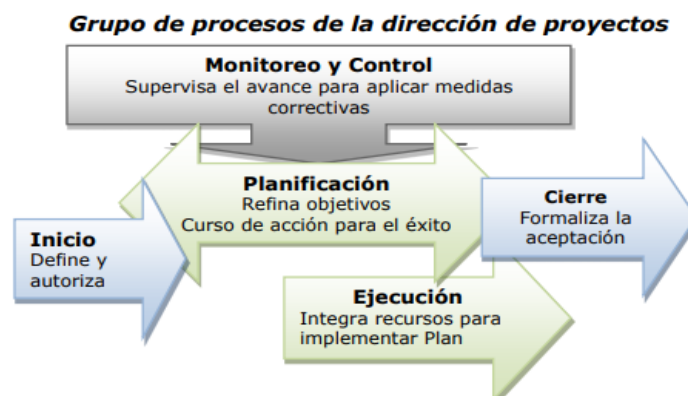 Grupo de procesos de la dirección de proyectos
Monitoreo y Control
Supervisa el avance para aplicar medidas
correctivas
Planificación
Refina objetivos
Curso de acción para el éxito
Inicio
Define y
autoriza
Cierre
Formaliza la
aceptación
Ejecución
Integra recursos para
implementar Plan